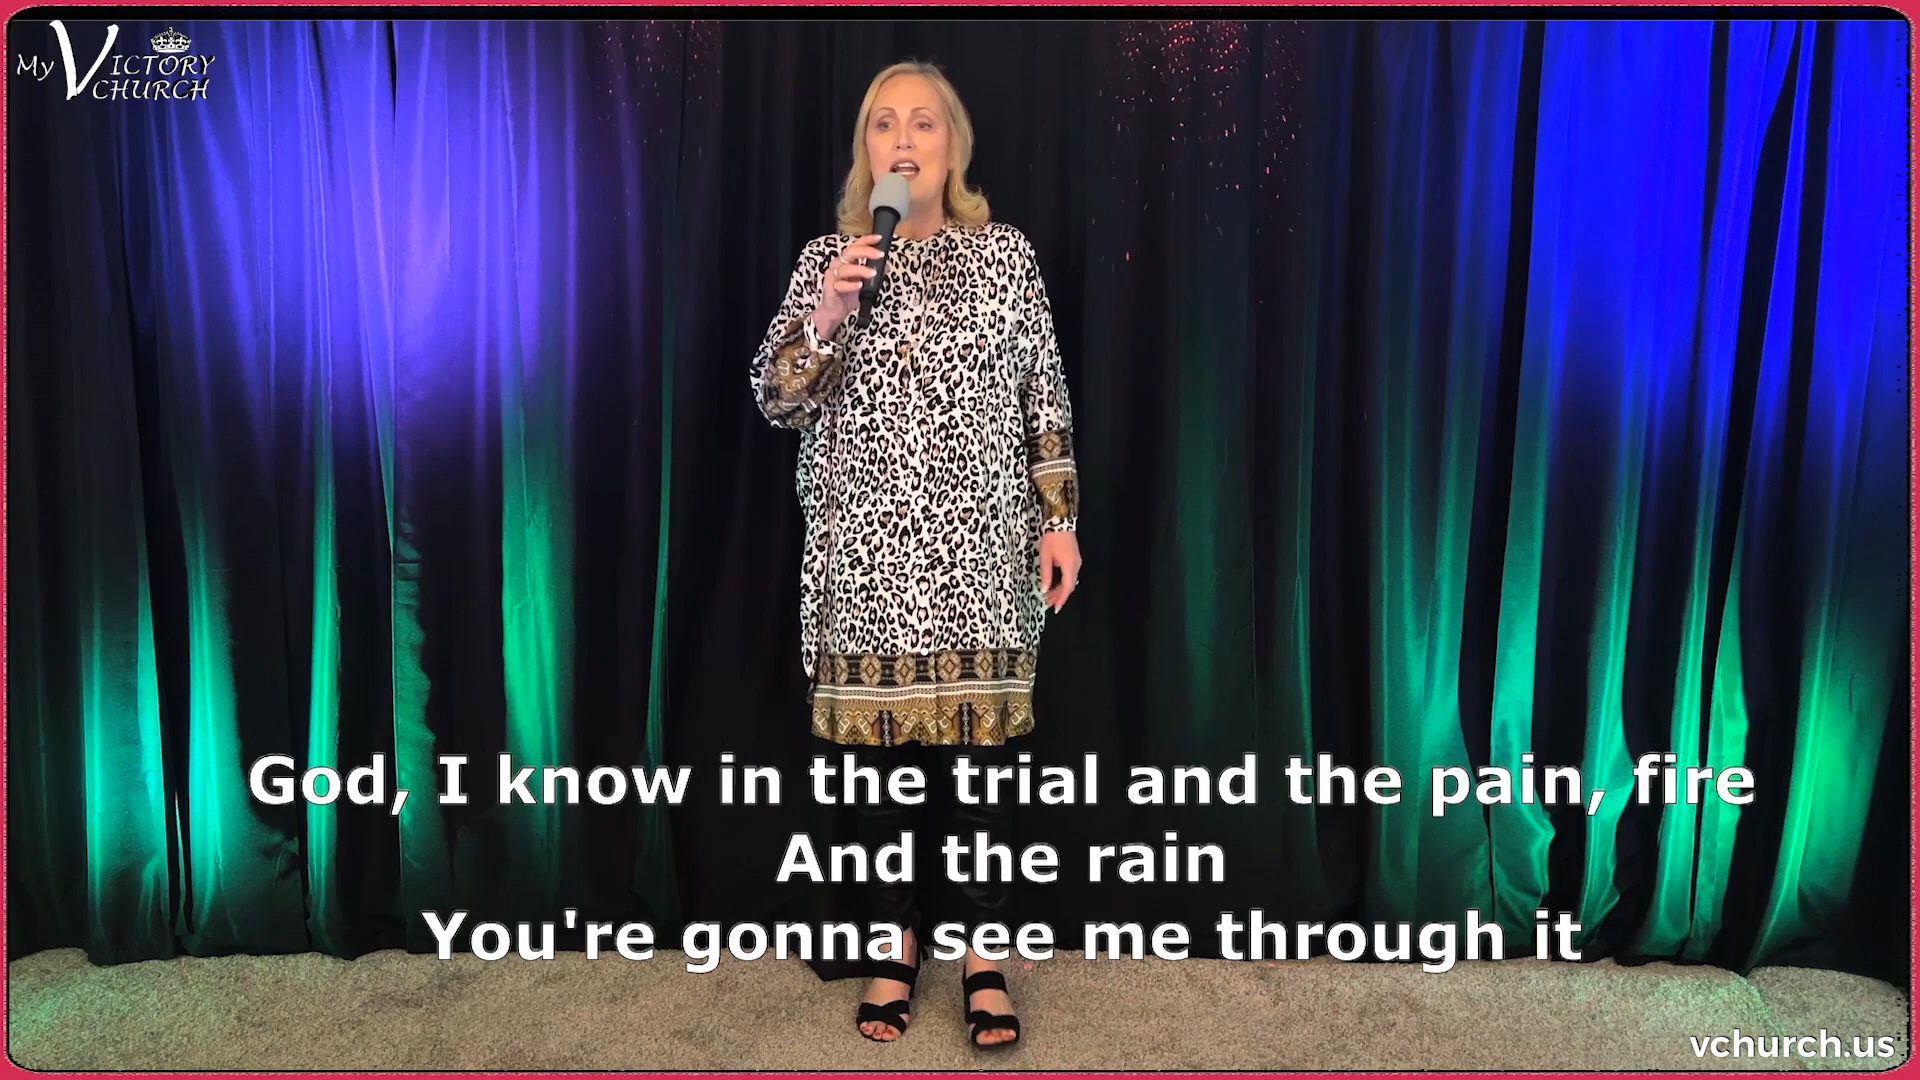 My VICTORY
CHURCH
God, I know in the trial and the pain, fire
And the rain
You're gonna see me through it
vchurch.us